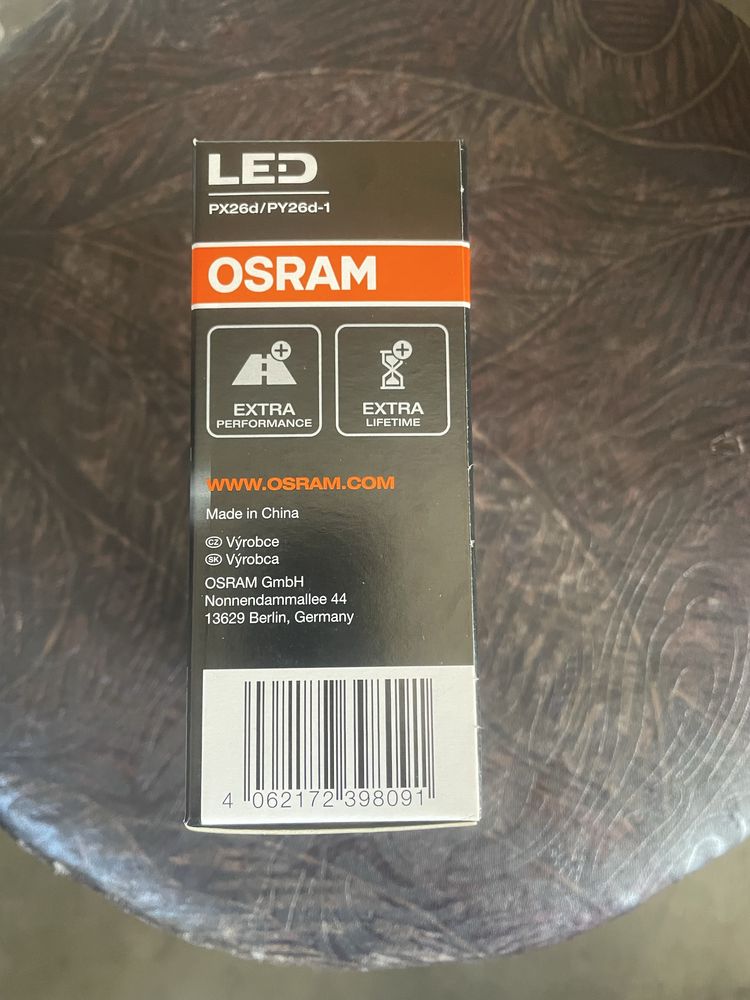 LED
PX26d/PY26d-1
OSRAM
EXTRA
PERFORMANCE
EXTRA
LIFETIME
WWW.OSRAM.COM
Made in China
CZ Výrobce
SK Výrobca
OSRAM GmbH
Nonnendammallee 44
13629 Berlin, Germany
4 062172 398091